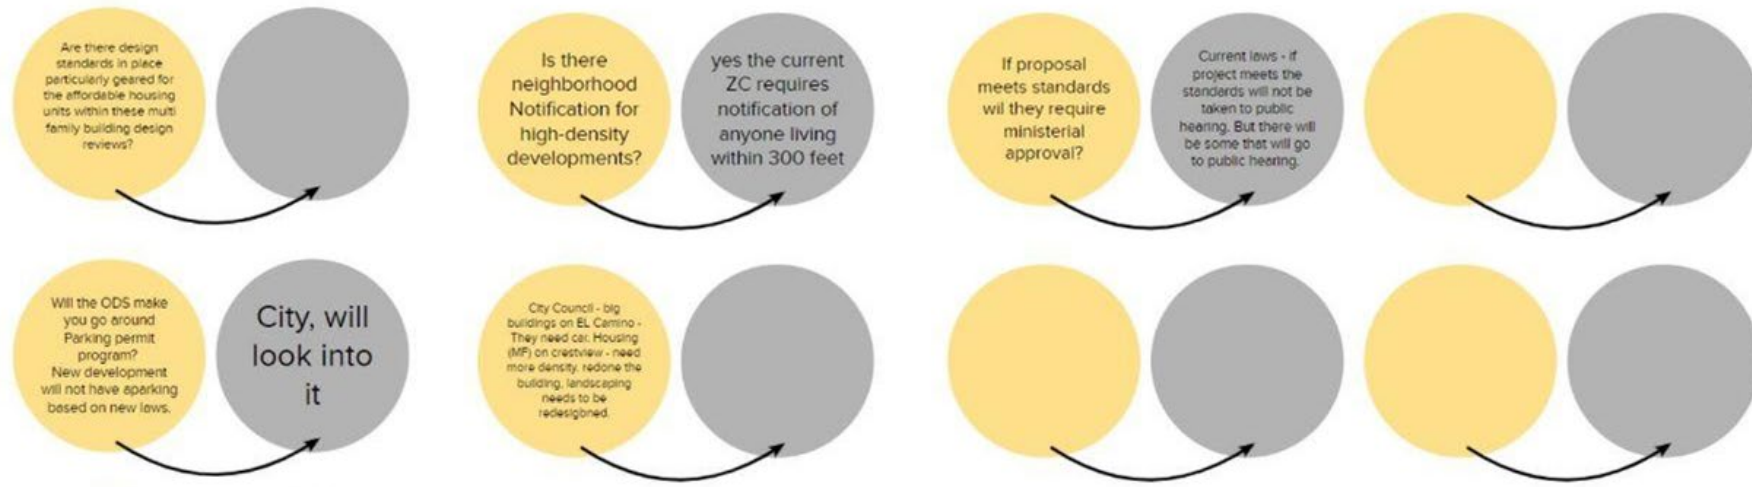 Are there design
standards in place
particularly geared for
the affordable housing
units within these multi
family building design
reviews?
Is there
neighborhood
Notification for
high-density
developments?
yes the current
ZC requires
notification of
anyone living
within 300 feet
If proposal
meets standards
wil they require
ministerial
approval?
Current laws - if
project meets the
standards will not be
taken to public
hearing. But there will
be some that will go
to public hearing.
Will the ODS make
you go around
Parking permit
program?
New development
will not have aparking
based on new laws.
City, will
look into
it
City Council - big
buildings on EL Camino -
They need car. Housing
(MF) on crestview - need
more density. redone the
building, landscaping
needs to be
redesigbned.